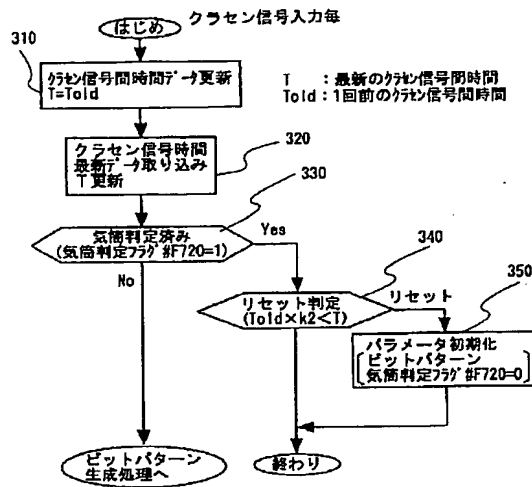 クラセン信号入力毎
はじめ
310
クラセン信号間時間データ更新
T=Told
T : 最新のクラセン信号間時間
Told : 1回前のクラセン信号間時間
320
クラセン信号時間
最新データ取り込み
T更新
330
気筒判定済み
(気筒判定フラグ#F720=1)
Yes
No
340
リセット判定
(Told×k2<T)
リセット
350
パラメータ初期化
ビットパターン
気筒判定フラグ#F720=0
ビットパターン
生成処理へ
終わり